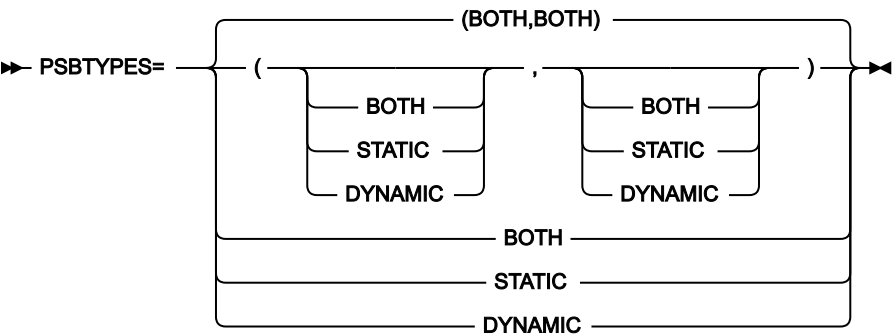 (BOTH,BOTH)
PSBTYPES= ( , )
BOTH BOTH
STATIC STATIC
DYNAMIC DYNAMIC
BOTH
STATIC
DYNAMIC